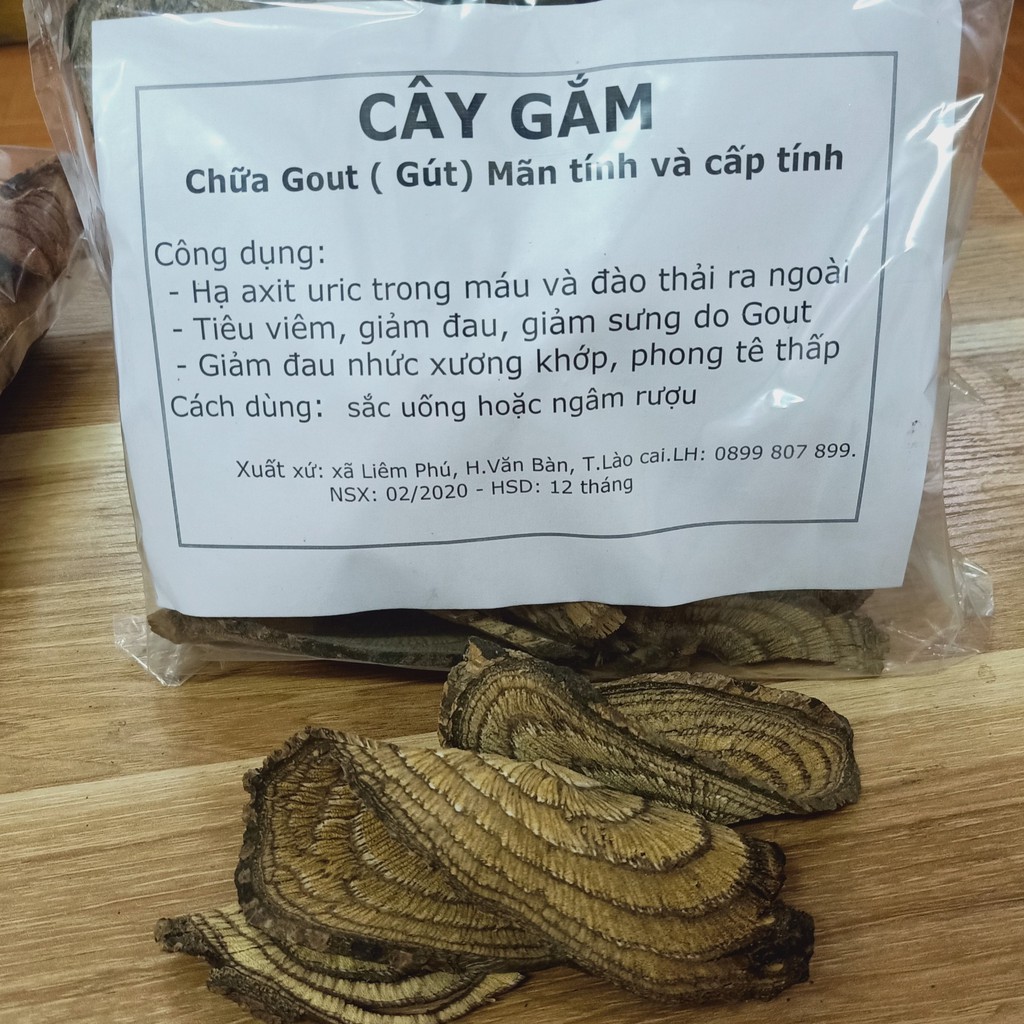 CÂY GẮM
Chữa Gout ( Gút) Mãn tính và cấp tính
Công dụng:
- Hạ axit uric trong máu và đào thải ra ngoài
- Tiêu viêm, giảm đau, giảm sưng do Gout
- Giảm đau nhức xương khớp, phong tê thấp
Cách dùng: sắc uống hoặc ngâm rượu
Xuất xứ: xã Liêm Phú, H.Văn Bàn, T.Lào cai.LH: 0899 807 899.
NSX: 02/2020 - HSD: 12 tháng